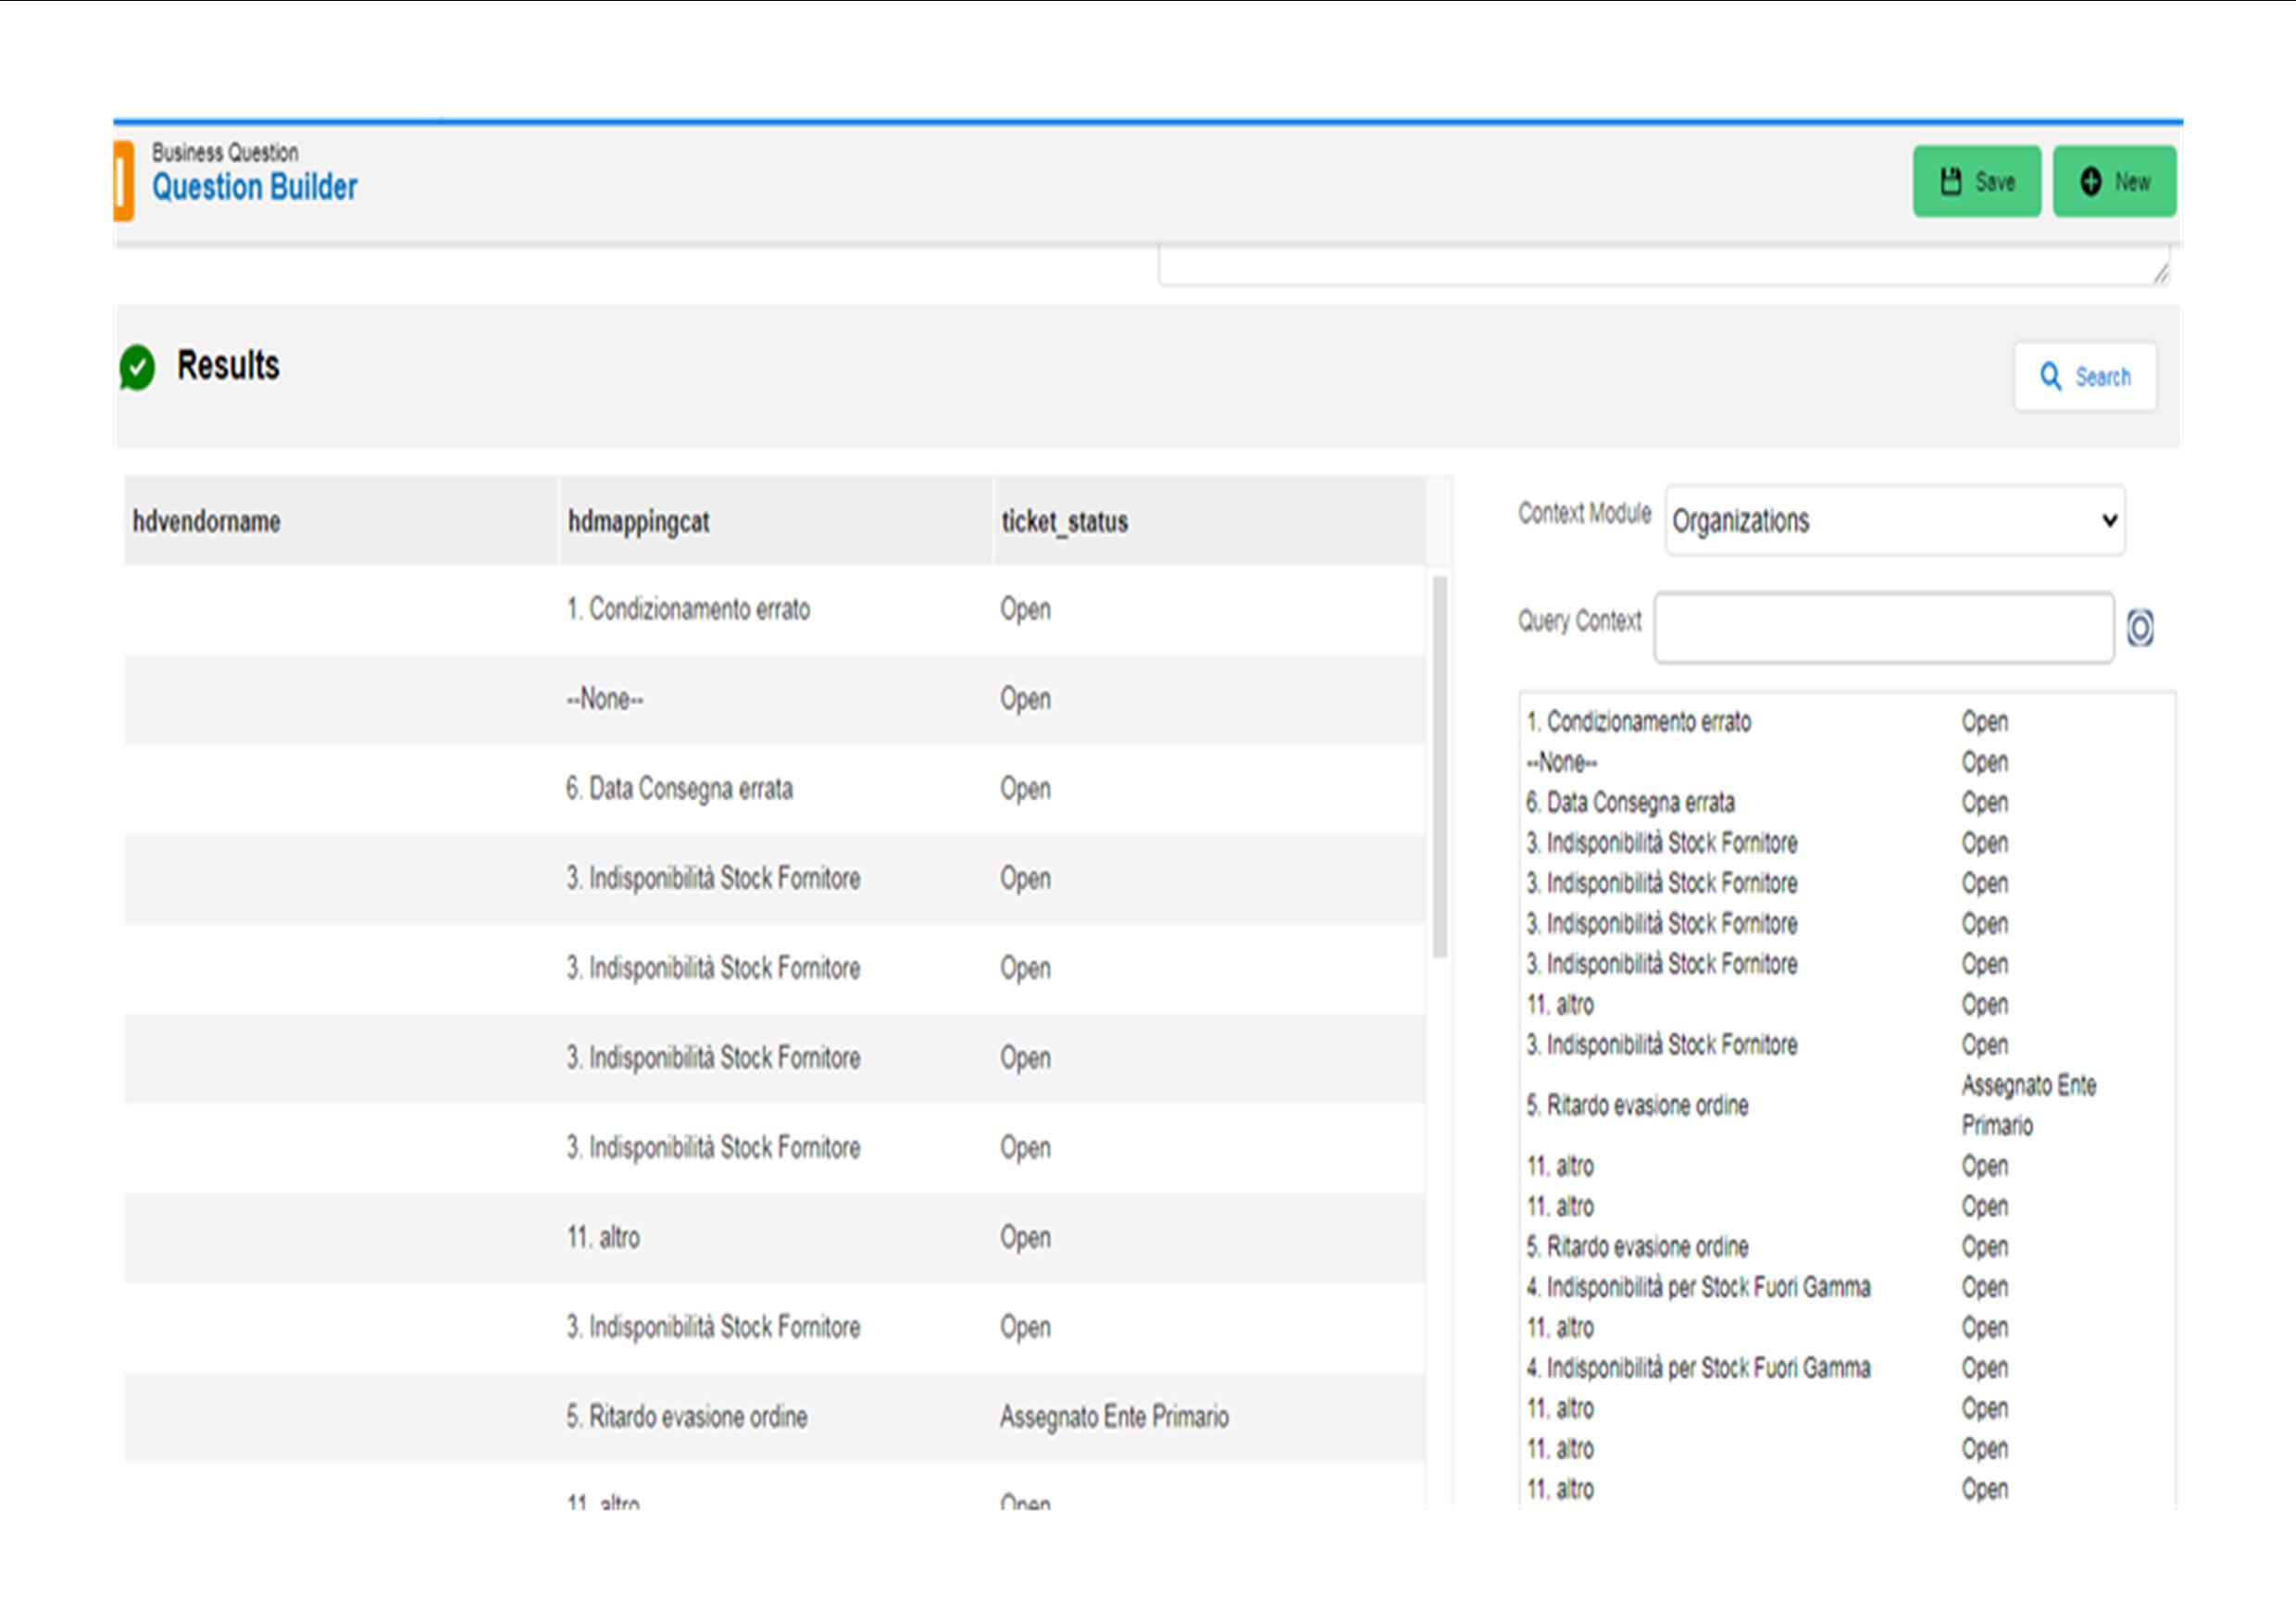 Business Question
Question Builder
Save
New
Results
Search
hdvendorname hdmappingcat ticket_status
1. Condizionamento errato Open
--None-- Open
6. Data Consegna errata Open
3. Indisponibilità Stock Fornitore Open
3. Indisponibilità Stock Fornitore Open
3. Indisponibilità Stock Fornitore Open
3. Indisponibilità Stock Fornitore Open
11. altro Open
3. Indisponibilità Stock Fornitore Open
5. Ritardo evasione ordine Assegnato Ente Primario
11. altro Open
Context Module Organizations
Query Context
1. Condizionamento errato Open
--None-- Open
6. Data Consegna errata Open
3. Indisponibilità Stock Fornitore Open
3. Indisponibilità Stock Fornitore Open
3. Indisponibilità Stock Fornitore Open
3. Indisponibilità Stock Fornitore Open
11. altro Open
3. Indisponibilità Stock Fornitore Open
5. Ritardo evasione ordine Assegnato Ente
Primario
11. altro Open
11. altro Open
5. Ritardo evasione ordine Open
4. Indisponibilità per Stock Fuori Gamma Open
11. altro Open
4. Indisponibilità per Stock Fuori Gamma Open
11. altro Open
11. altro Open
11. altro Open